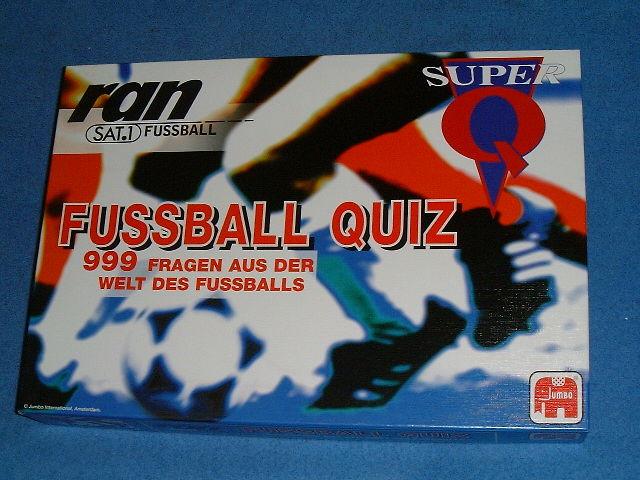 ran
SAT.1 FUSSBALL
SUPER
Q
FUSSBALL QUIZ
999 FRAGEN AUS DER
WELT DES FUSSBALLS
© Jumbo International, Amsterdam.
Jumbo